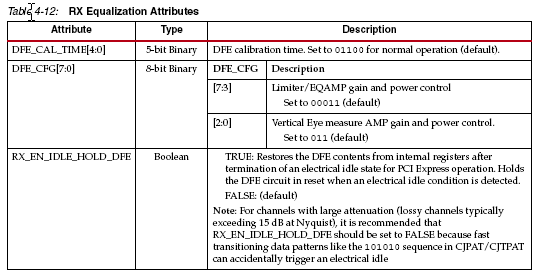 Table 4-12: RX Equalization Attributes
Attribute Type Description
DFE_CAL_TIME[4:0] 5-bit Binary DFE calibration time. Set to 01100 for normal operation (default).
DFE_CFG[7:0] 8-bit Binary DFE_CFG Description
[7:3] Limiter/EQAMP gain and power control
Set to 00011 (default)
[2:0] Vertical Eye measure AMP gain and power control.
Set to 011 (default)
RX_EN_IDLE_HOLD_DFE Boolean TRUE: Restores the DFE contents from internal registers after
termination of an electrical idle state for PCI Express operation. Holds
the DFE circuit in reset when an electrical idle condition is detected.
FALSE: (default)
Note: For channels with large attenuation (lossy channels typically
exceeding 15 dB at Nyquist), it is recommended that
RX_EN_IDLE_HOLD_DFE should be set to FALSE because fast
transitioning data patterns like the 101010 sequence in CJPAT/CJTPAT
can accidentally trigger an electrical idle